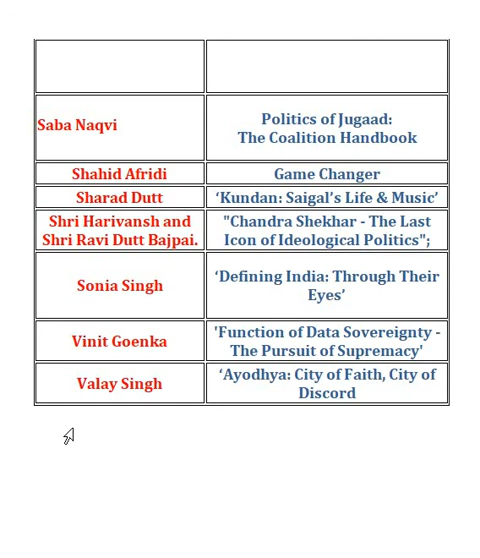 Saba Naqvi
Politics of Jugaad:
The Coalition Handbook
Shahid Afridi
Game Changer
Sharad Dutt
‘Kundan: Saigal’s Life & Music’
Shri Harivansh and
Shri Ravi Dutt Bajpai.
"Chandra Shekhar - The Last
Icon of Ideological Politics";
Sonia Singh
‘Defining India: Through Their
Eyes’
Vinit Goenka
'Function of Data Sovereignty -
The Pursuit of Supremacy'
Valay Singh
‘Ayodhya: City of Faith, City of
Discord